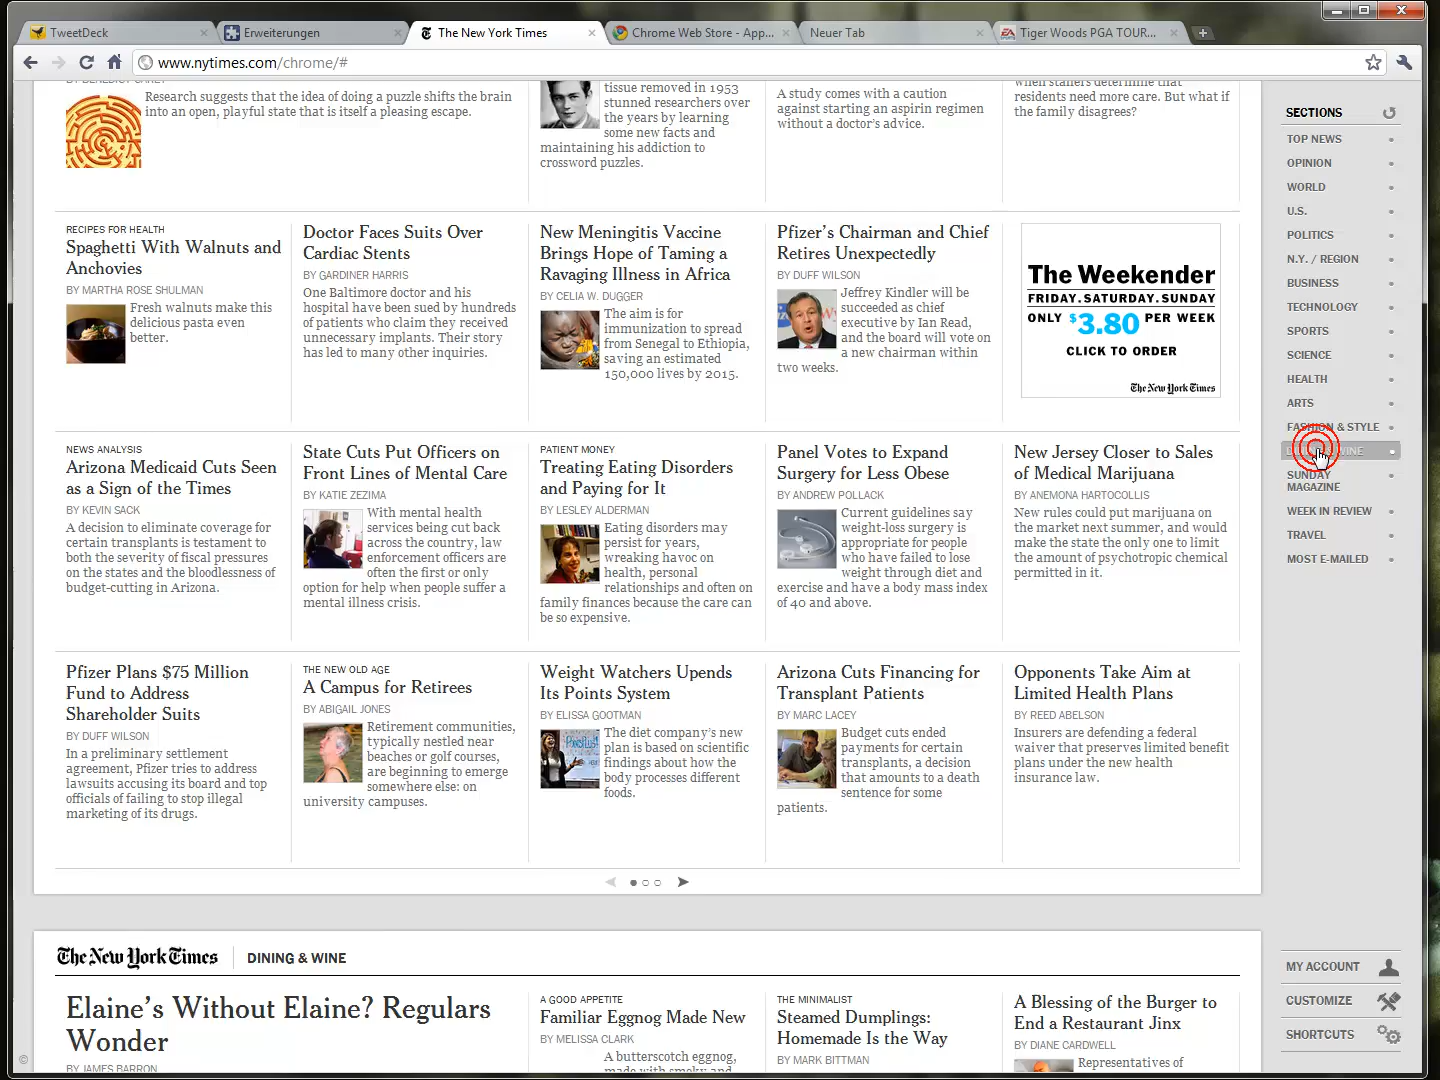 TweetDeck
Erweiterungen
The New York Times
Chrome Web Store - App...
Neuer Tab
Tiger Woods PGA TOUR...
www.nytimes.com/chrome/#
Research suggests that the idea of doing a puzzle shifts the brain
into an open, playful state that is itself a pleasing escape.
tissue removed in 1953
stunned researchers over
the years by learning
some new facts and
maintaining his addiction to
crossword puzzles.
A study comes with a caution
against starting an aspirin regimen
without a doctor's advice.
when staffers determine that
residents need more care. But what if
the family disagrees?
RECIPES FOR HEALTH
Spaghetti With Walnuts and
Anchovies
BY MARTHA ROSE SHULMAN
Fresh walnuts make this
delicious pasta even
better.
Doctor Faces Suits Over
Cardiac Stents
BY GARDINER HARRIS
One Baltimore doctor and his
hospital have been sued by hundreds
of patients who claim they received
unnecessary implants. Their story
has led to many other inquiries.
New Meningitis Vaccine
Brings Hope of Taming a
Ravaging Illness in Africa
BY CELIA W. DUGGER
The aim is for
immunization to spread
from Senegal to Ethiopia,
saving an estimated
150,000 lives by 2015.
Pfizer's Chairman and Chief
Retires Unexpectedly
BY DUFF WILSON
Jeffrey Kindler will be
succeeded as chief
executive by Ian Read,
and the board will vote on
a new chairman within
two weeks.
The Weekender
FRIDAY.SATURDAY.SUNDAY
ONLY $3.80 PER WEEK
CLICK TO ORDER
The New York Times
NEWS ANALYSIS
Arizona Medicaid Cuts Seen
as a Sign of the Times
BY KEVIN SACK
A decision to eliminate coverage for
certain transplants is testament to
both the severity of fiscal pressures
on the states and the bloodlessness of
budget-cutting in Arizona.
State Cuts Put Officers on
Front Lines of Mental Care
BY KATIE ZEZIMA
With mental health
services being cut back
across the country, law
enforcement officers are
often the first or only
option for help when people suffer a
mental illness crisis.
PATIENT MONEY
Treating Eating Disorders
and Paying for It
BY LESLEY ALDERMAN
Eating disorders may
persist for years,
wreaking havoc on
health, personal
relationships and often on
family finances because the care can
be so expensive.
Panel Votes to Expand
Surgery for Less Obese
BY ANDREW POLLACK
Current guidelines say
weight-loss surgery is
appropriate for people
who have failed to lose
weight through diet and
exercise and have a body mass index
of 40 and above.
New Jersey Closer to Sales
of Medical Marijuana
BY ANEMONA HARTOCOLLIS
New rules could put marijuana on
the market next summer, and would
make the state the only one to limit
the amount of psychotropic chemical
permitted in it.
Pfizer Plans $75 Million
Fund to Address
Shareholder Suits
BY DUFF WILSON
In a preliminary settlement
agreement, Pfizer tries to address
lawsuits accusing its board and top
officials of failing to stop illegal
marketing of its drugs.
THE NEW OLD AGE
A Campus for Retirees
BY ABIGAIL JONES
Retirement communities,
typically nestled near
beaches or golf courses,
are beginning to emerge
somewhere else: on
university campuses.
Weight Watchers Upends
Its Points System
BY ELISSA GOOTMAN
The diet company's new
plan is based on scientific
findings about how the
body processes different
foods.
Arizona Cuts Financing for
Transplant Patients
BY MARC LACEY
Budget cuts ended
payments for certain
transplants, a decision
that amounts to a death
sentence for some
patients.
Opponents Take Aim at
Limited Health Plans
BY REED ABELSON
Insurers are defending a federal
waiver that preserves limited benefit
plans under the new health
insurance law.
The New York Times
DINING & WINE
Elaine's Without Elaine? Regulars
Wonder
BY JAMES BARRON
A GOOD APPETITE
Familiar Eggnog Made New
BY MELISSA CLARK
A butterscotch eggnog,
made with smoky and
THE MINIMALIST
Steamed Dumplings:
Homemade Is the Way
BY MARK BITTMAN
A Blessing of the Burger to
End a Restaurant Jinx
BY DIANE CARDWELL
Representatives of
SECTIONS
TOP NEWS
OPINION
WORLD
U.S.
POLITICS
N.Y. / REGION
BUSINESS
TECHNOLOGY
SPORTS
SCIENCE
HEALTH
ARTS
FASHION & STYLE
WINE
SUNDAY
MAGAZINE
WEEK IN REVIEW
TRAVEL
MOST E-MAILED
MY ACCOUNT
CUSTOMIZE
SHORTCUTS
©